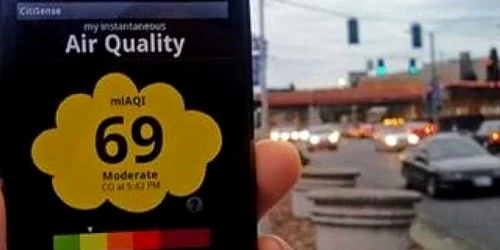 CitiSense
my instantaneous
Air Quality
mIAQI
69
Moderate
CO at 5:42 PM
?